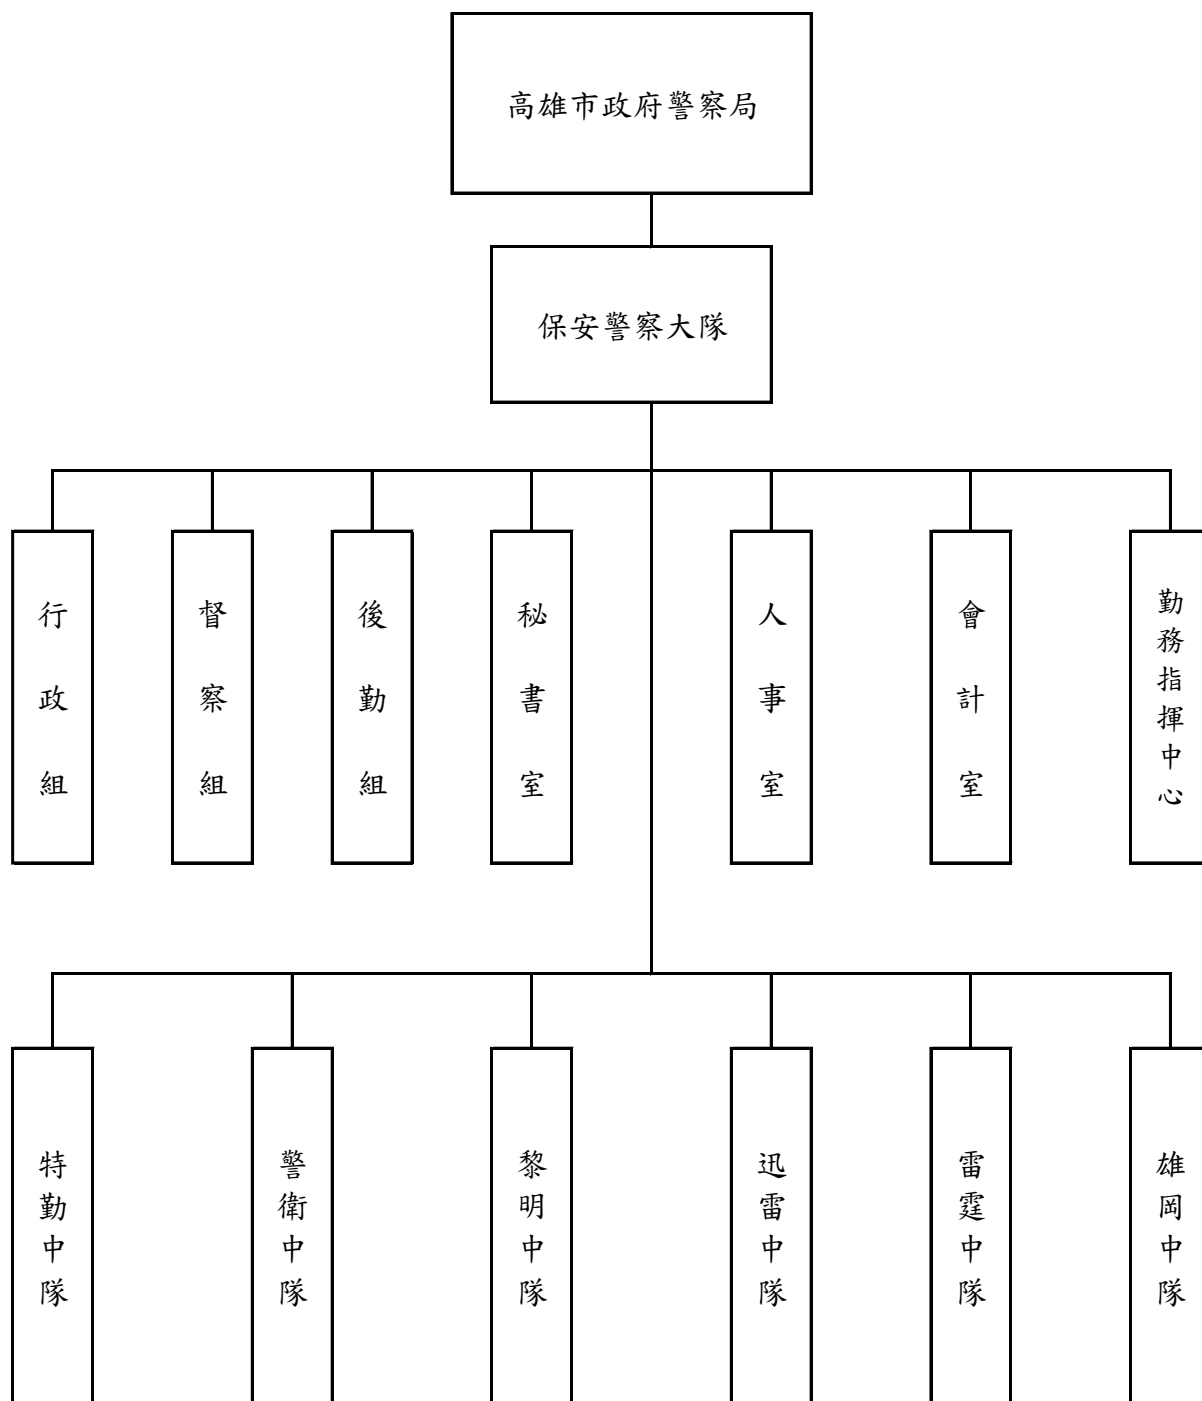 高雄市政府警察局
保安警察大隊
行政組
督察組
後勤組
秘書室
人事室
會計室
勤務指揮中心
特勤中隊
警衛中隊
黎明中隊
迅雷中隊
雷霆中隊
雄岡中隊